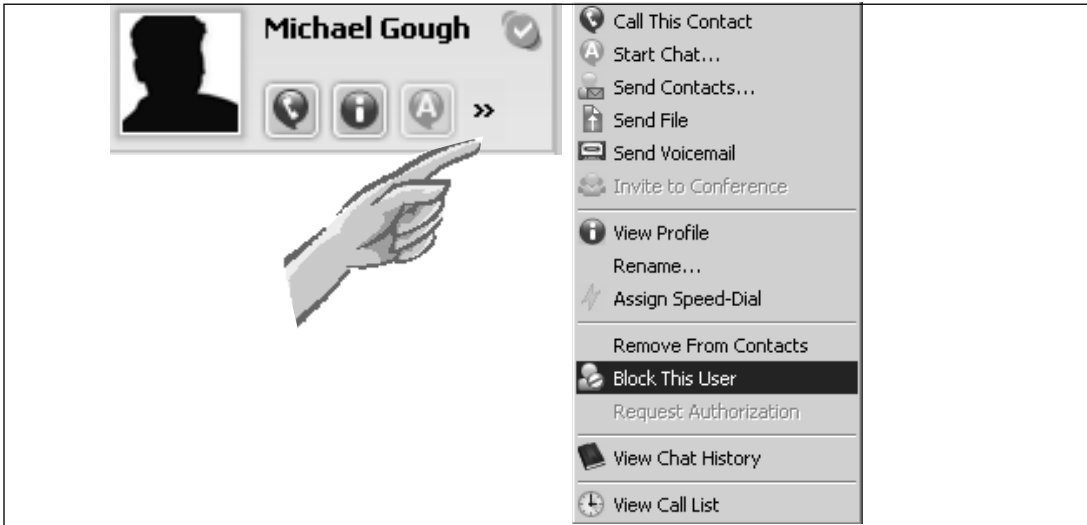 Michael Gough
»
Call This Contact
Start Chat...
Send Contacts...
Send File
Send Voicemail
Invite to Conference
View Profile
Rename...
Assign Speed-Dial
Remove From Contacts
Block This User
Request Authorization
View Chat History
View Call List